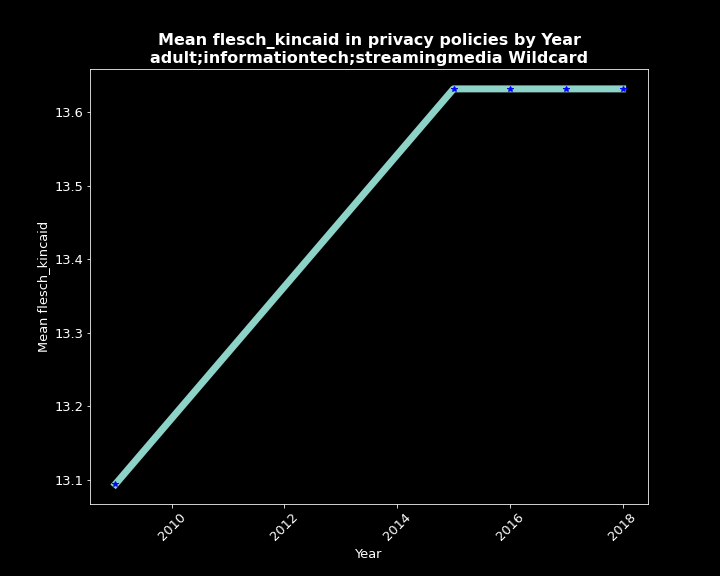 Mean flesch_kincaid in privacy policies by Year
adult;informationtech;streamingmedia Wildcard
13.6
13.5
13.4
13.3
13.2
13.1
Mean flesch_kincaid
2010
2012
2014
2016
2018
Year